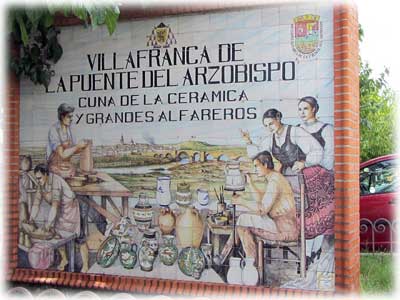 VILLAFRANCA DE
LA PUENTE DEL ARZOBISPO
CUNA DE LA CERAMICA
Y GRANDES ALFAREROS